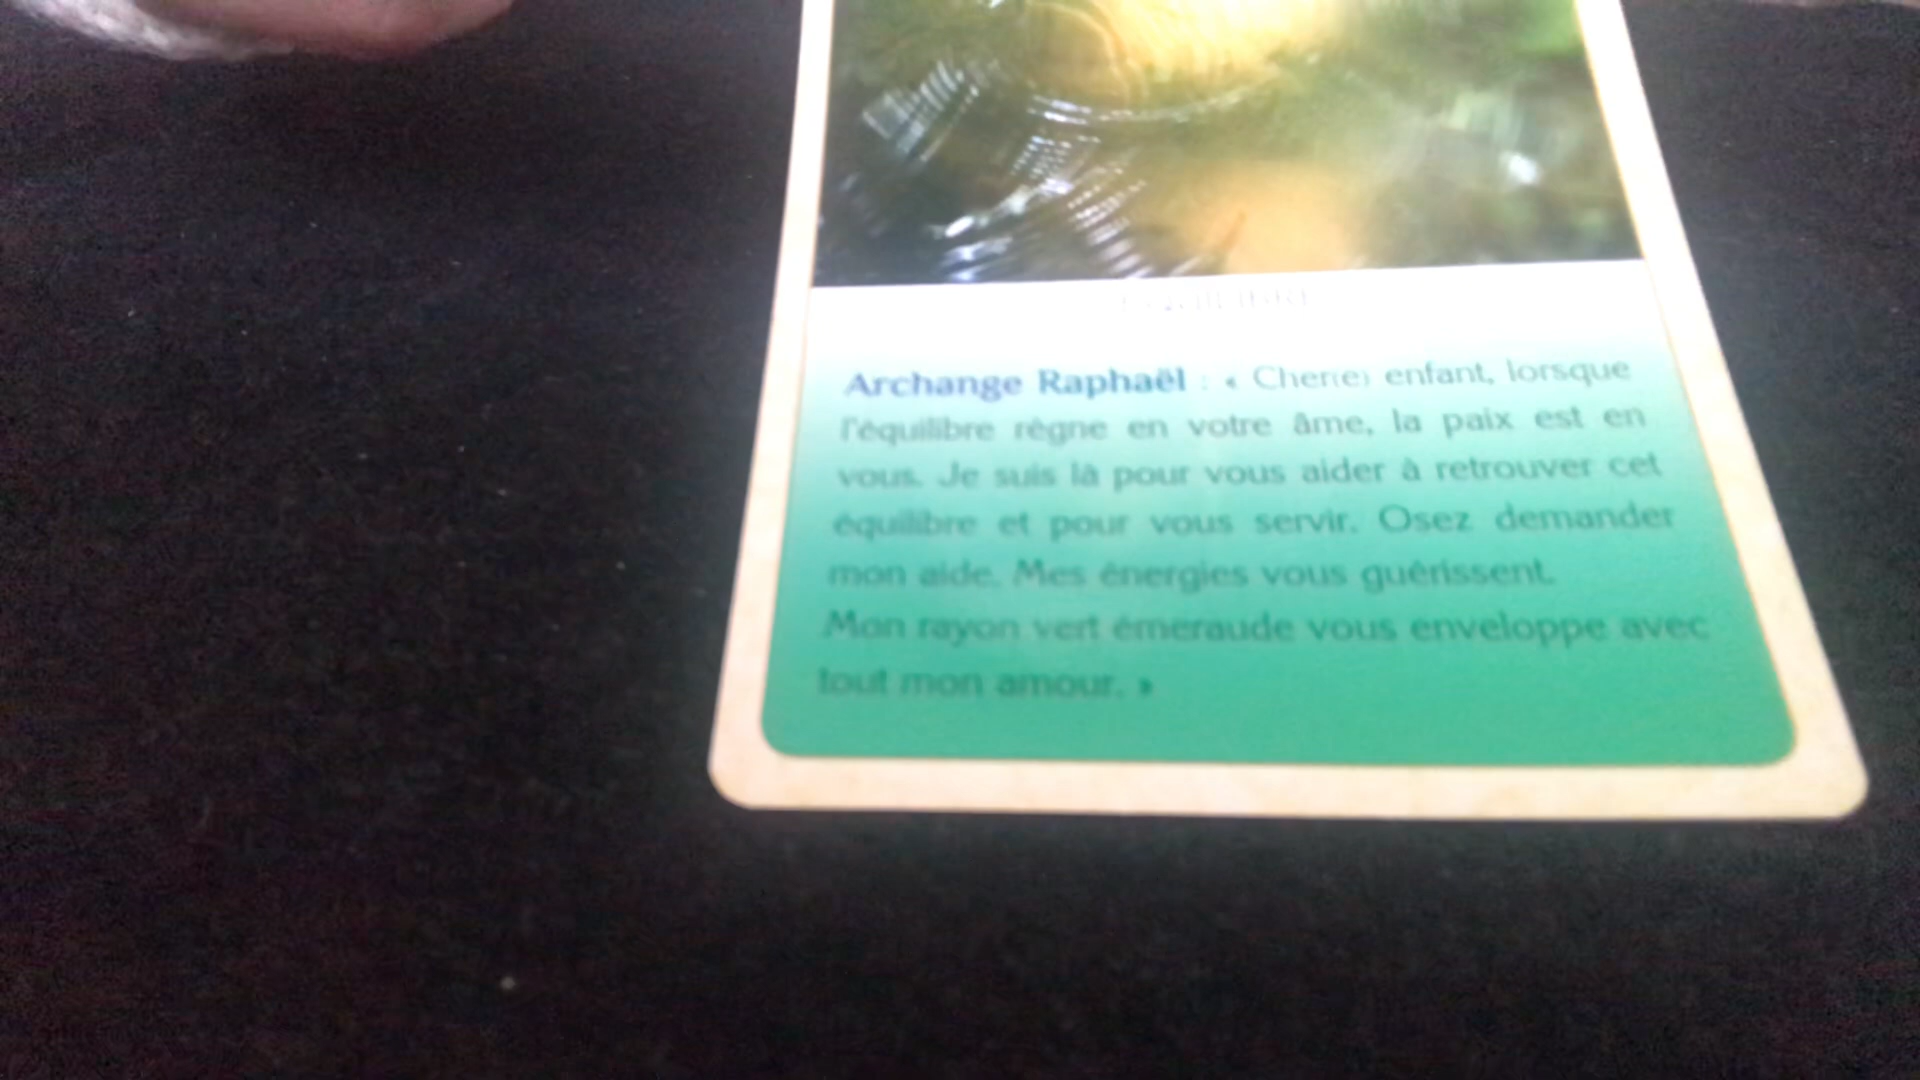 Archange Raphaël : « Cher(e) enfant, lorsque
l'équilibre règne en votre âme, la paix est en
vous. Je suis là pour vous aider à retrouver cet
équilibre et pour vous servir. Osez demander
mon aide. Mes énergies vous guérissent.
Mon rayon vert émeraude vous enveloppe avec
tout mon amour. »